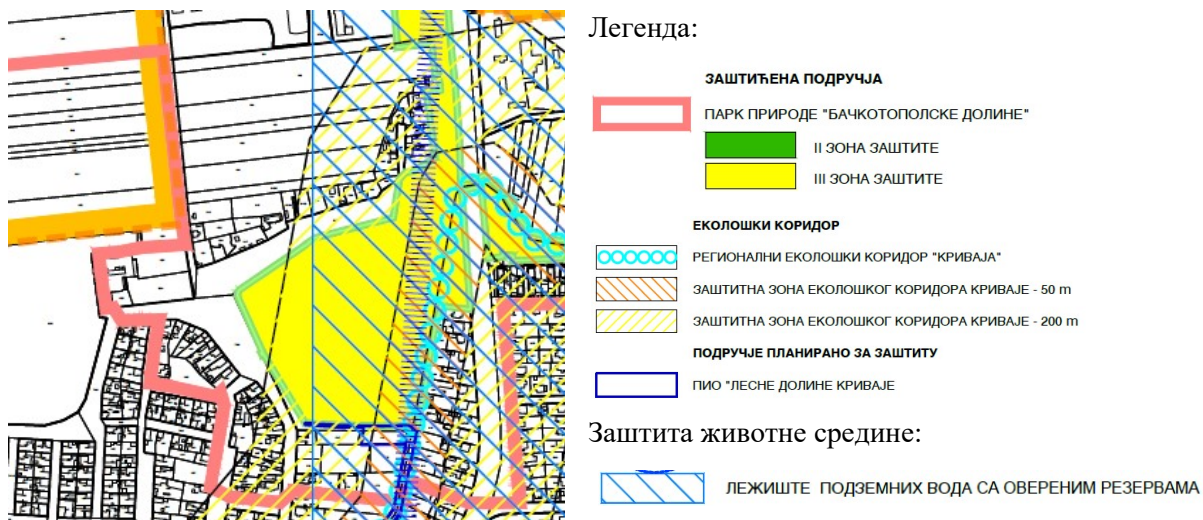 Легенда:
ЗАШТИЋЕНА ПОДРУЧЈА
ПАРК ПРИРОДЕ "БАЧКОТОПОЛСКЕ ДОЛИНЕ"
II ЗОНА ЗАШТИТЕ
III ЗОНА ЗАШТИТЕ
ЕКОЛОШКИ КОРИДОР
РЕГИОНАЛНИ ЕКОЛОШКИ КОРИДОР "КРИВАЈА"
ЗАШТИТНА ЗОНА ЕКОЛОШКОГ КОРИДОРА КРИВАЈЕ - 50 m
ЗАШТИТНА ЗОНА ЕКОЛОШКОГ КОРИДОРА КРИВАЈЕ - 200 m
ПОДРУЧЈЕ ПЛАНИРАНО ЗА ЗАШТИТУ
ПИО "ЛЕСНЕ ДОЛИНЕ КРИВАЈЕ
Заштита животне средине:
ЛЕЖИШТЕ ПОДЗЕМНИХ ВОДА СА ОВЕРЕНИМ РЕЗЕРВАМА